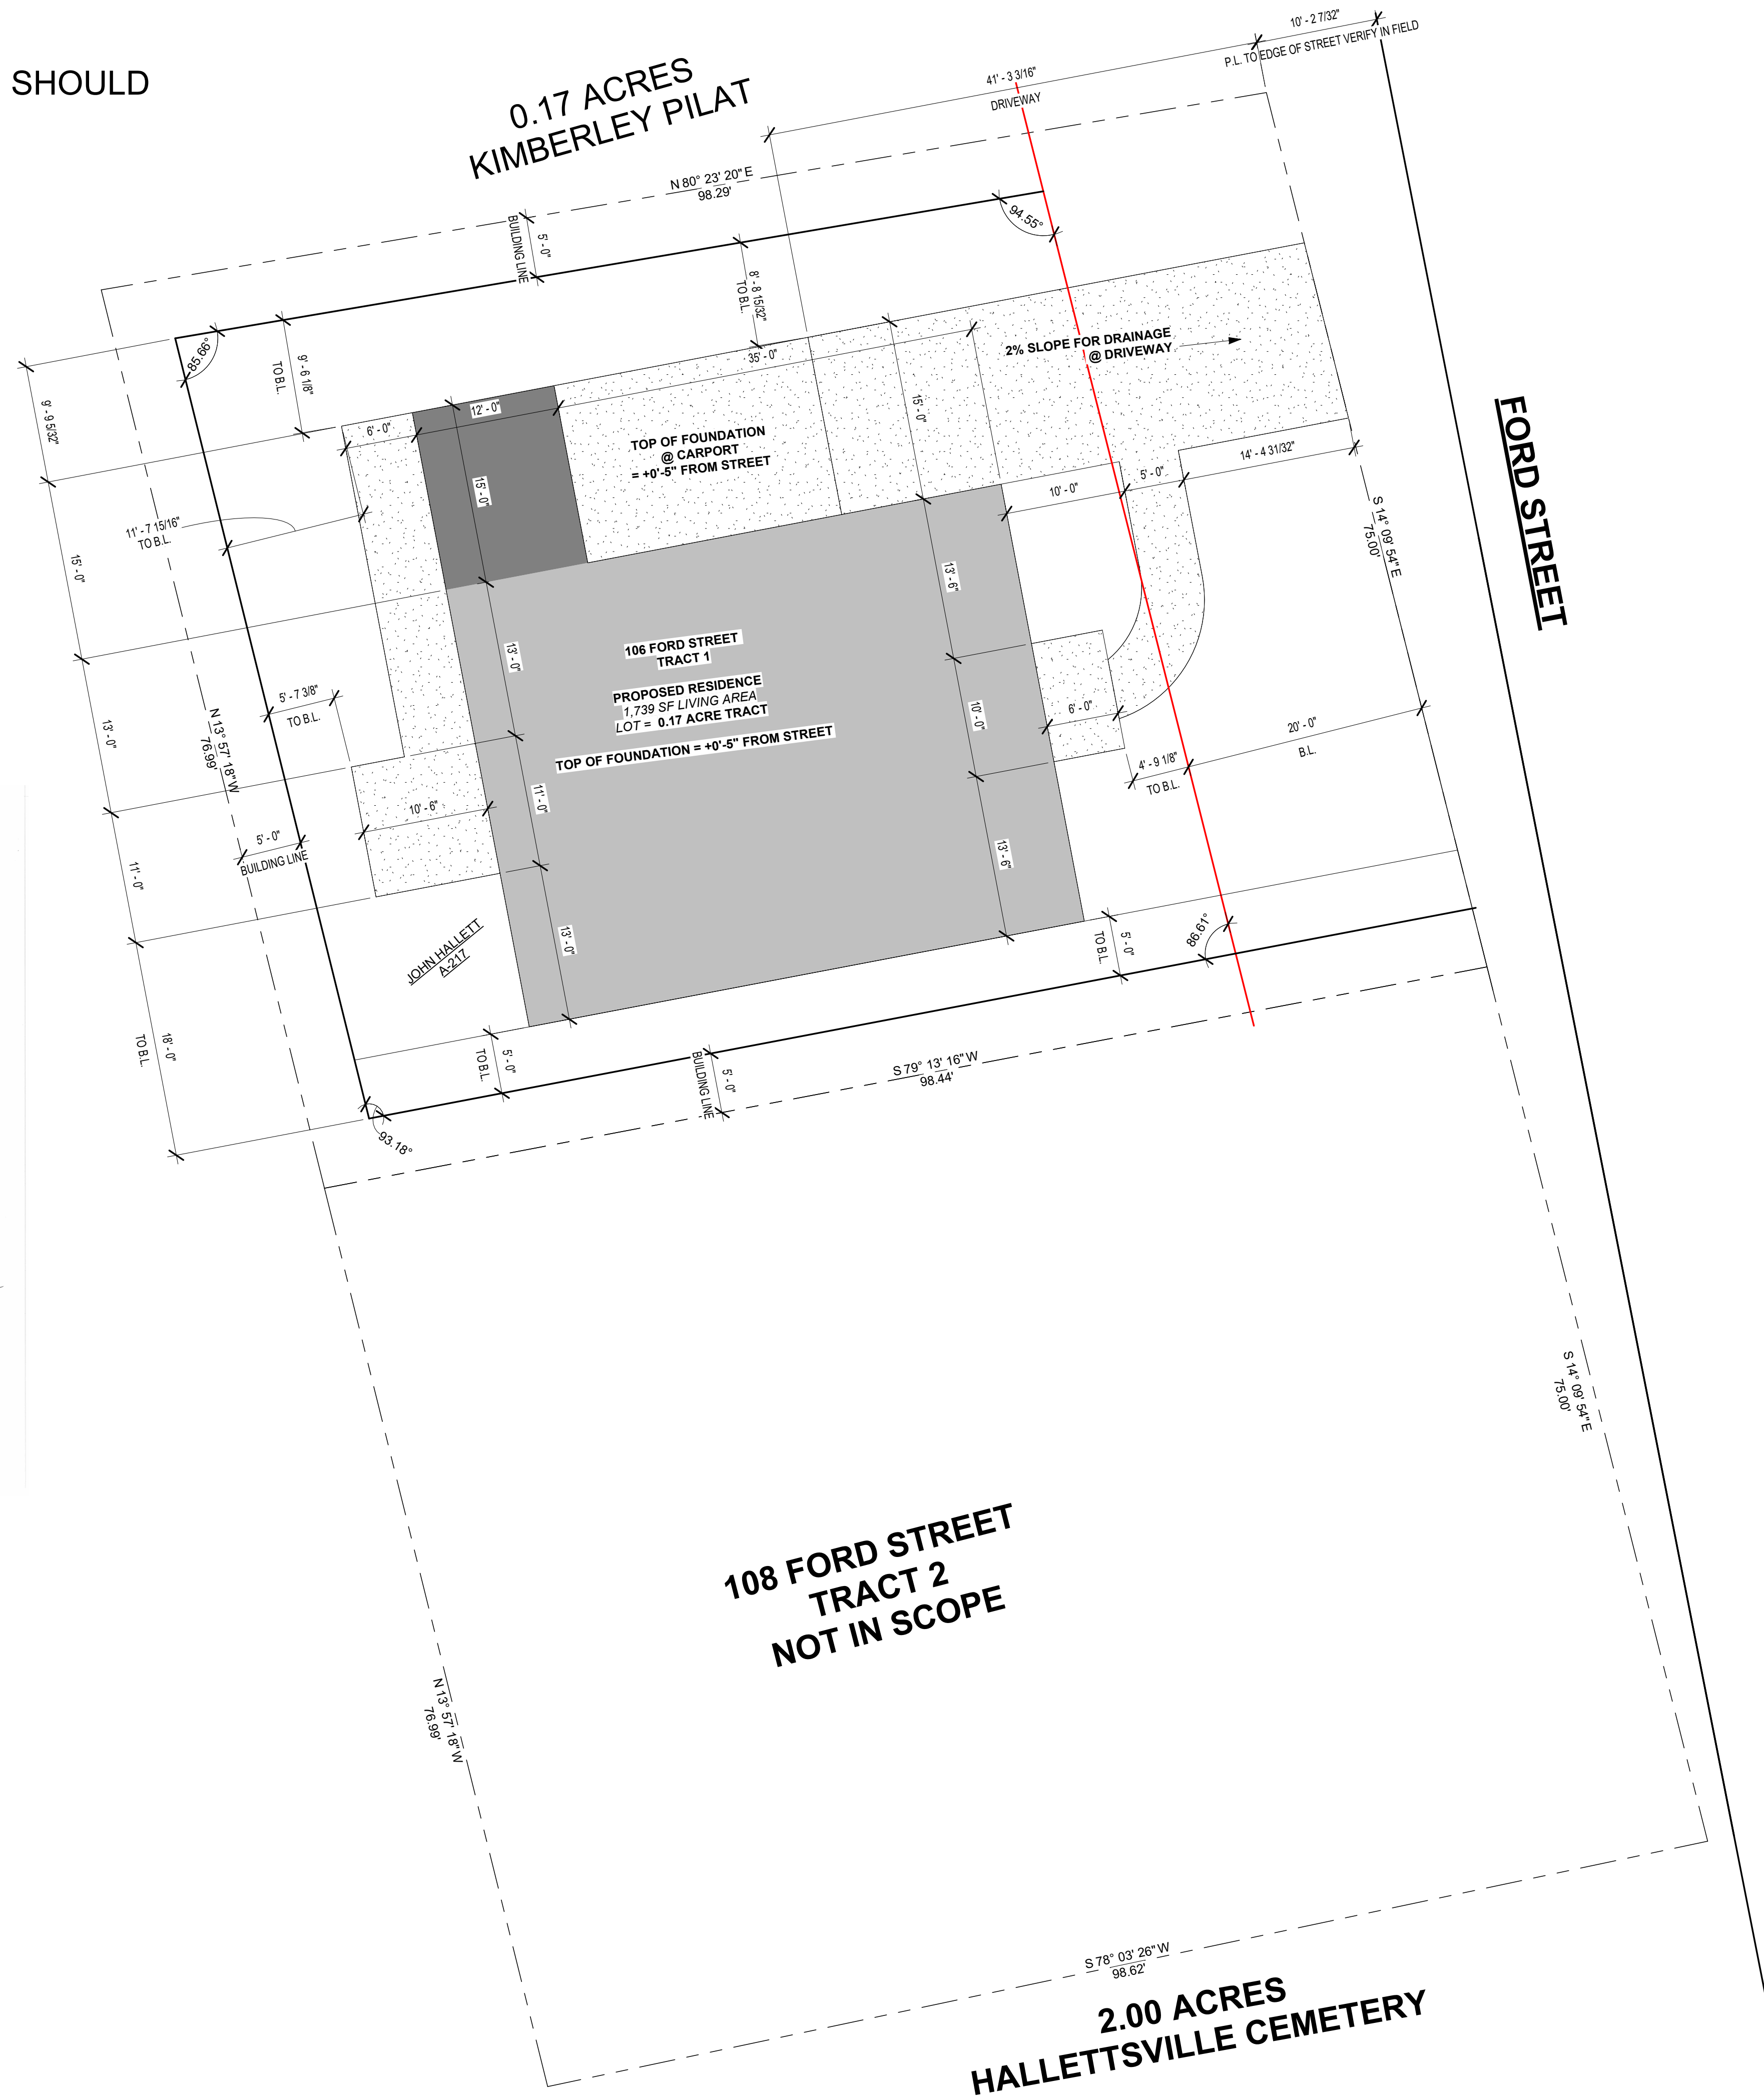 SHOULD
0.17 ACRES
KIMBERLEY PILAT
10' - 2 7/32"
P.L. TO EDGE OF STREET VERIFY IN FIELD
41' - 3 3/16"
DRIVEWAY
N 80° 23' 20" E
98.29'
BUILDING LINE
5' - 0"
94.55°
8' - 8 15/32"
TO B.L.
85.66°
9' - 6 1/8"
TO B.L.
9' - 9 5/32"
35' - 0"
2% SLOPE FOR DRAINAGE
@ DRIVEWAY
12' - 0"
6' - 0"
15' - 0"
TOP OF FOUNDATION
@ CARPORT
= +0'-5" FROM STREET
15' - 0"
14' - 4 31/32"
5' - 0"
10' - 0"
FORD STREET
11' - 7 15/16"
TO B.L.
15' - 0"
S 14° 09' 54" E
75.00'
13' - 6"
13' - 0"
106 FORD STREET
TRACT 1
PROPOSED RESIDENCE
1,739 SF LIVING AREA
LOT = 0.17 ACRE TRACT
TOP OF FOUNDATION = +0'-5" FROM STREET
5' - 7 3/8"
TO B.L.
13' - 0"
N 13° 57' 18" W
76.99'
10' - 0"
6' - 0"
20' - 0"
B.L.
4' - 9 1/8"
TO B.L.
10' - 6"
11' - 0"
5' - 0"
BUILDING LINE
13' - 6"
11' - 0"
JOHN HALLETT
A-217
13' - 0"
86.61°
5' - 0"
TO B.L.
18' - 0"
TO B.L.
5' - 0"
TO B.L.
BUILDING LINE
5' - 0"
S 79° 13' 16" W
98.44'
93.18°
S 14° 09' 54" E
75.00'
108 FORD STREET
TRACT 2
NOT IN SCOPE
N 13° 57' 18" W
76.99'
S 78° 03' 26" W
98.62'
2.00 ACRES
HALLETTSVILLE CEMETERY